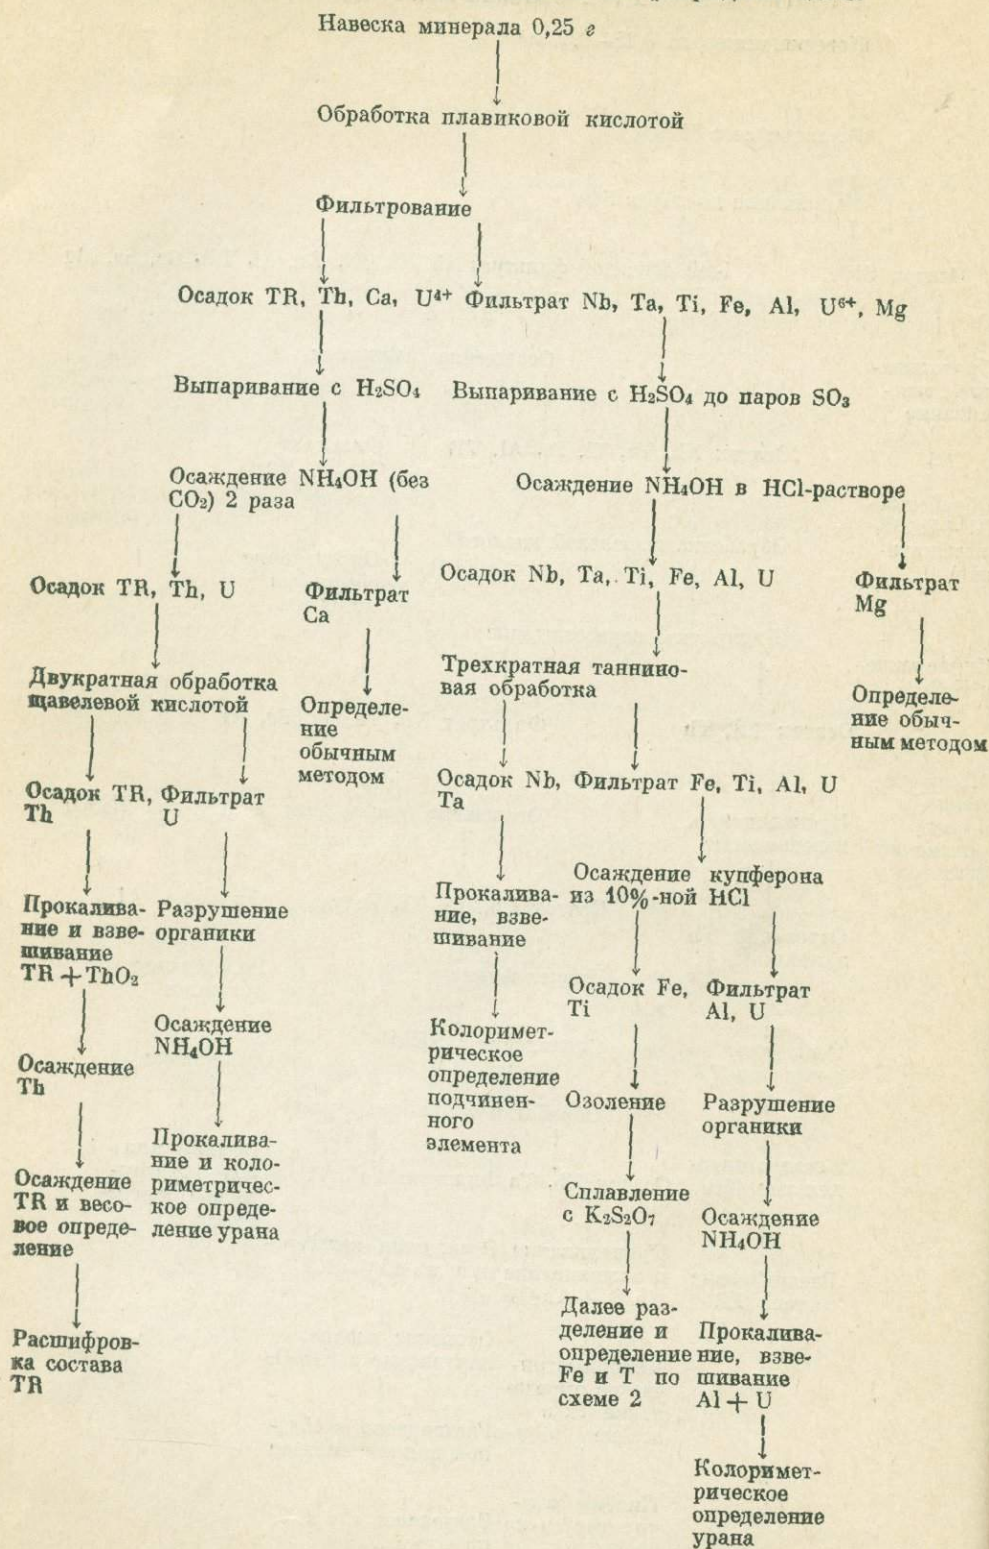 Навеска минерала 0,25 г
Обработка плавиковой кислотой
Фильтрование
Осадок TR, Th, Ca, U⁴⁺ Фильтрат Nb, Ta, Ti, Fe, Al, U⁶⁺, Mg
Выпаривание с H₂SO₄
Выпаривание с H₂SO₄ до паров SO₃
Осаждение NH₄OH (без
CO₂) 2 раза
Осаждение NH₄OH в HCl-растворе
Осадок TR, Th, U
Фильтрат
Ca
Осадок Nb, Ta, Ti, Fe, Al, U
Фильтрат
Mg
Двукратная обработка
щавелевой кислотой
Определе-
ние
обычным
методом
Трехкратная таннино-
вая обработка
Определе-
ние обыч-
ным методом
Осадок TR,
Th
Фильтрат
U
Осадок Nb,
Ta
Фильтрат Fe, Ti, Al, U
Прокалива-
ние и взве-
шивание
TR + ThO₂
Разрушение
органики
Прокалива-
ние, взве-
шивание
Осаждение купферона
из 10%-ной HCl
Осаждение
Th
Осаждение
NH₄OH
Колоримет-
рическое
определение
подчинен-
ного
элемента
Осадок Fe,
Ti
Фильтрат
Al, U
Озоление
Разрушение
органики
Осаждение
TR и весо-
вое опреде-
ление
Прокалива-
ние и коло-
риметричес-
кое опреде-
ление урана
Сплавление
с K₂S₂O₇
Осаждение
NH₄OH
Расшифров-
ка состава
TR
Далее раз-
деление и
определение
Fe и T по
схеме 2
Прокалива-
ние, взве-
шивание
Al + U
Колоримет-
рическое
определение
урана